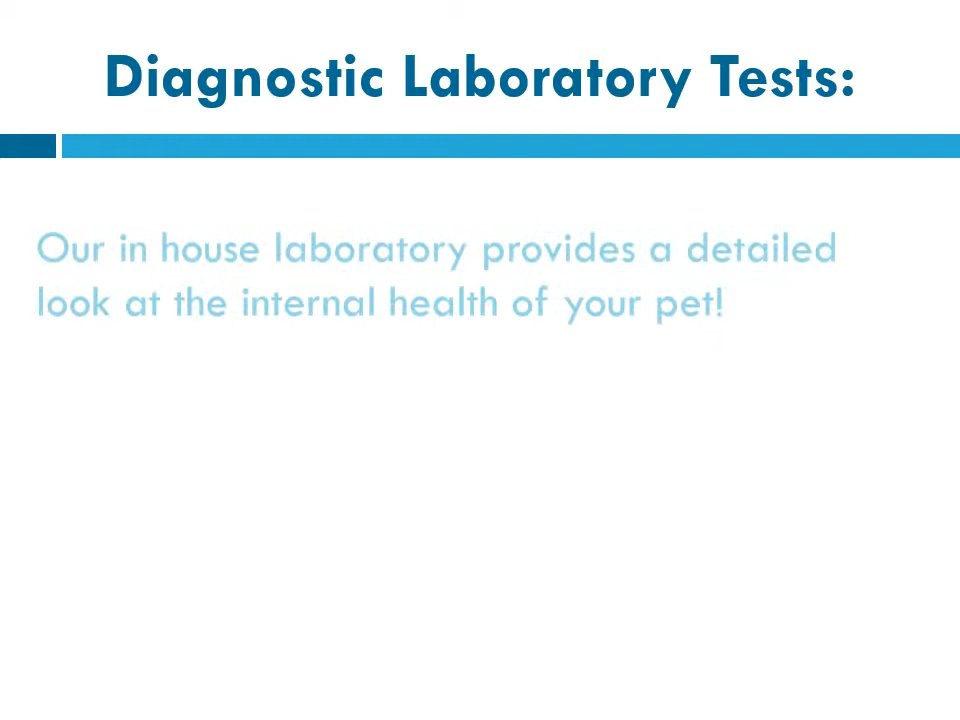 Diagnostic Laboratory Tests:
Our in house laboratory provides a detailed
look at the internal health of your pet!